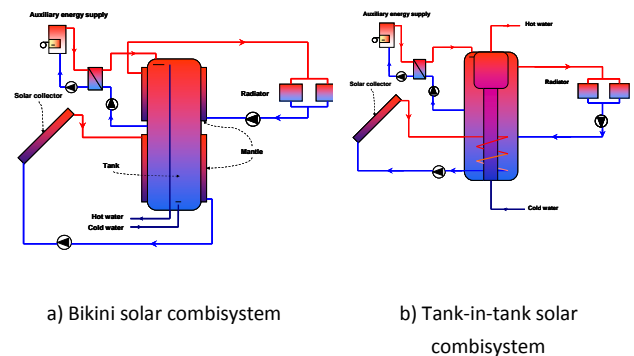 Auxiliary energy supply
Solar collector
Radiator
Mantle
Tank
Hot water
Cold water
a) Bikini solar combisystem
Hot water
Auxiliary energy supply
Radiator
Solar collector
Cold water
b) Tank-in-tank solar
combisystem